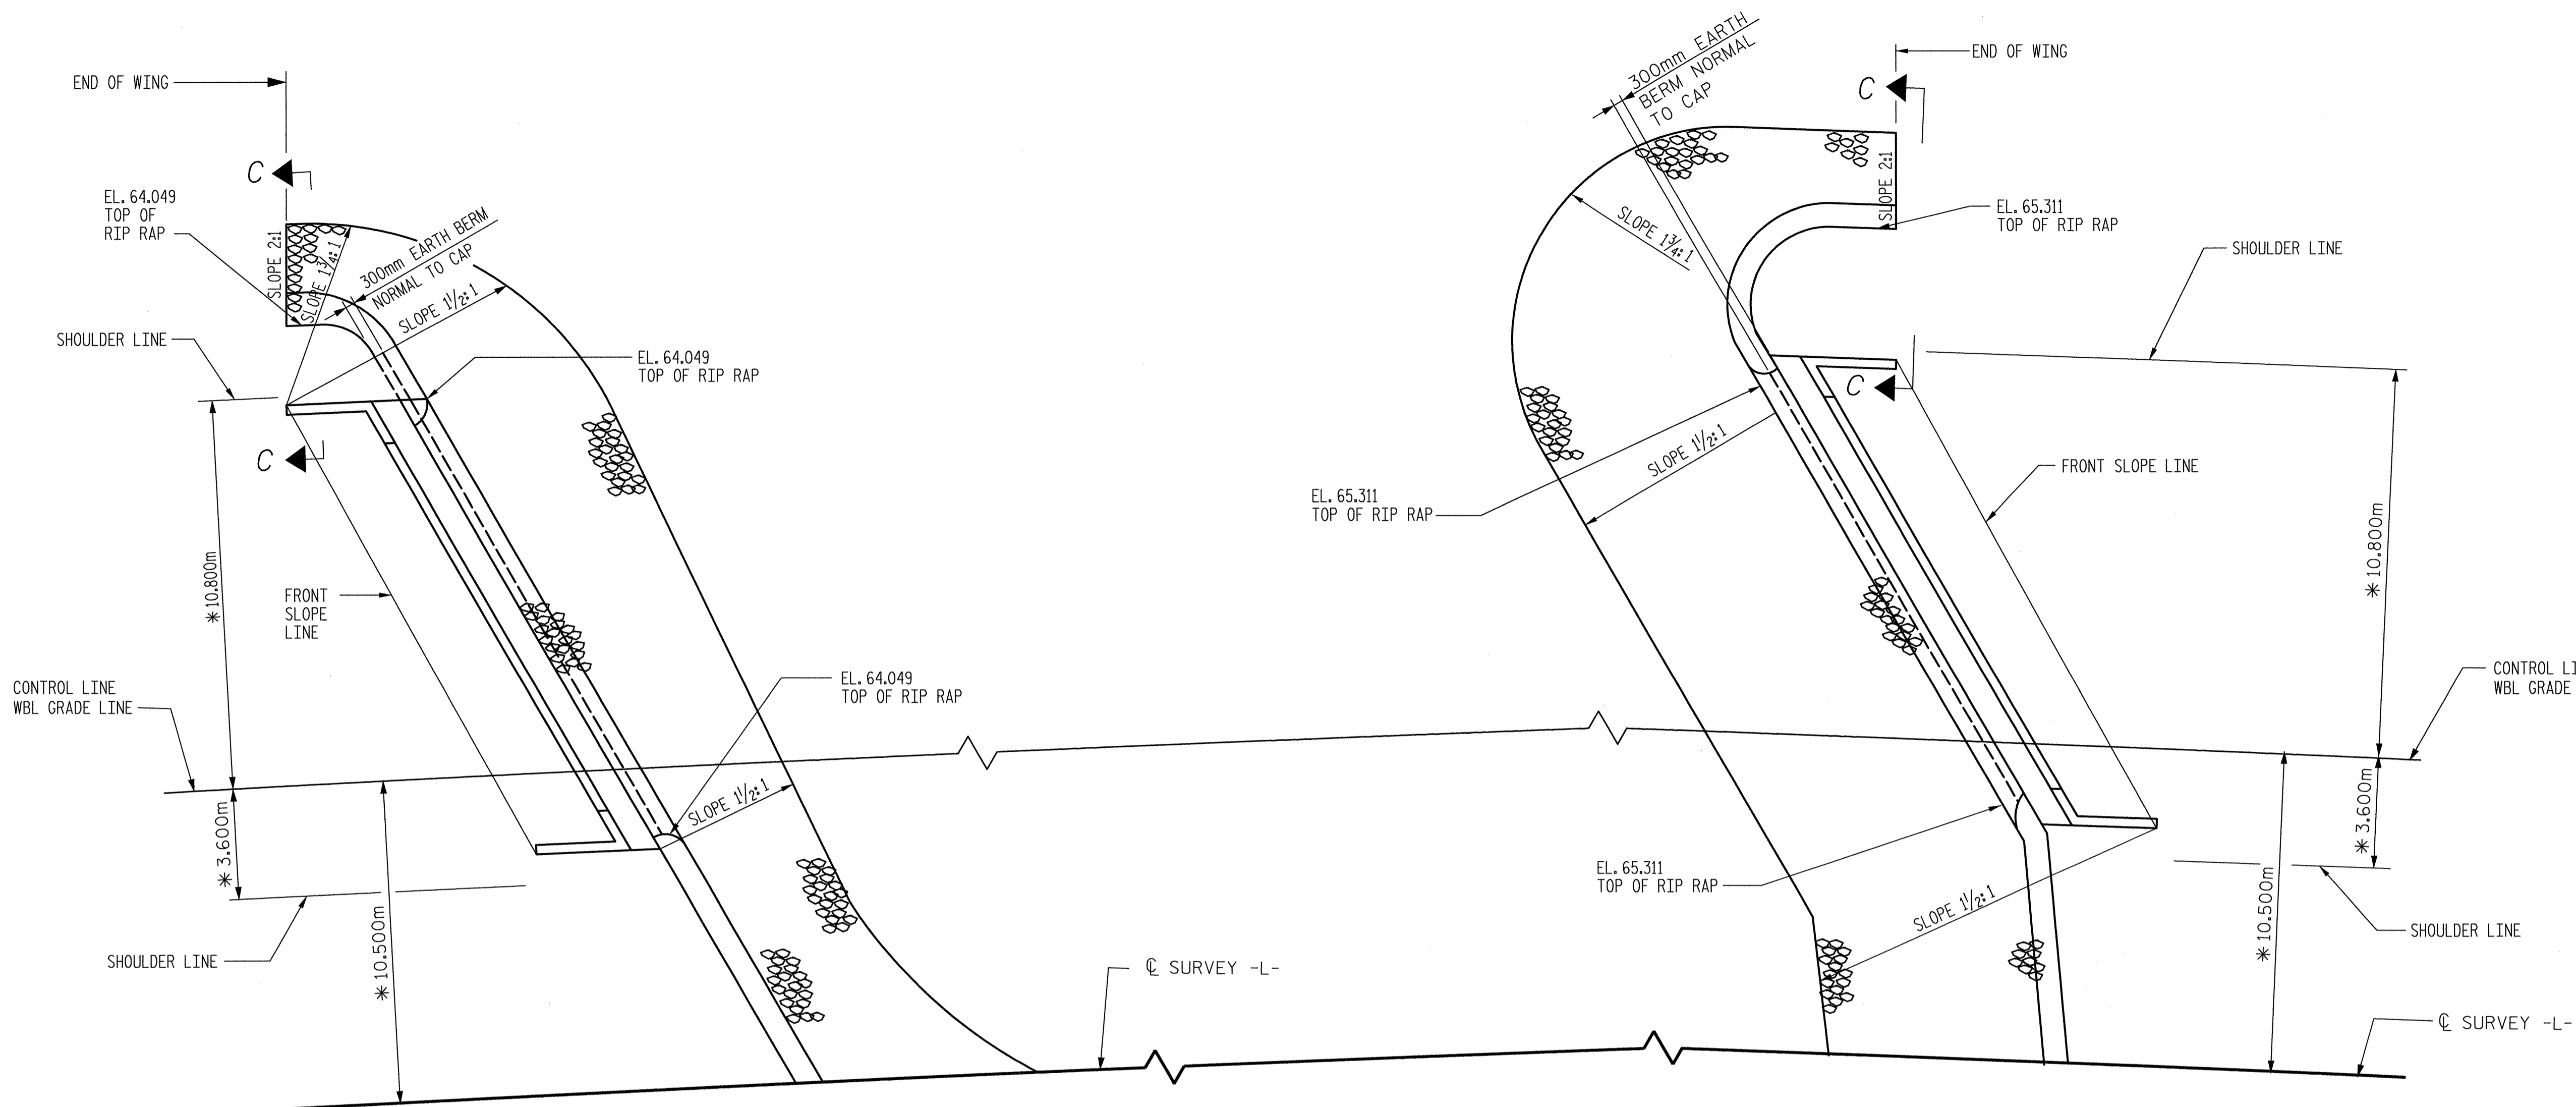 END OF WING
C
EL. 64.049
TOP OF
RIP RAP
SLOPE 2:1
SLOPE 1¾:1
300mm EARTH BERM
NORMAL TO CAP
SLOPE 1½:1
SHOULDER LINE
EL. 64.049
TOP OF RIP RAP
C
*10.800m
FRONT
SLOPE
LINE
EL. 64.049
TOP OF RIP RAP
CONTROL LINE
WBL GRADE LINE
SLOPE 1½:1
*3.600m
*10.500m
SHOULDER LINE
℄ SURVEY -L-
300mm EARTH
BERM NORMAL
TO CAP
END OF WING
C
SLOPE 2:1
EL. 65.311
TOP OF RIP RAP
SLOPE 1¾:1
SHOULDER LINE
C
SLOPE 1½:1
FRONT SLOPE LINE
EL. 65.311
TOP OF RIP RAP
*10.800m
CONTROL LI
WBL GRADE
*3.600m
EL. 65.311
TOP OF RIP RAP
SLOPE 1½:1
*10.500m
SHOULDER LINE
℄ SURVEY -L-